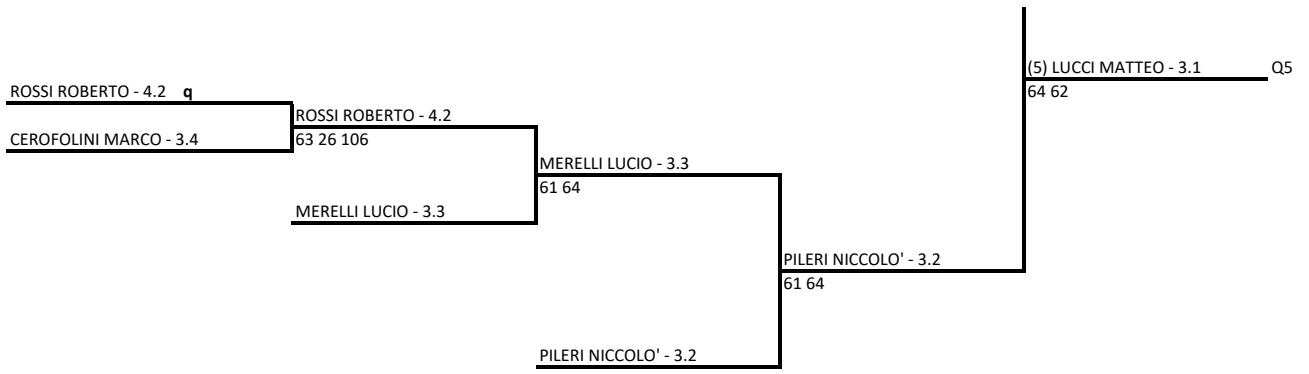 (5) LUCCI MATTEO - 3.1 Q5
64 62
ROSSI ROBERTO - 4.2 q
ROSSI ROBERTO - 4.2
CEROFOLINI MARCO - 3.4
63 26 106
MERELLI LUCIO - 3.3
61 64
MERELLI LUCIO - 3.3
PILERI NICCOLO' - 3.2
61 64
PILERI NICCOLO' - 3.2